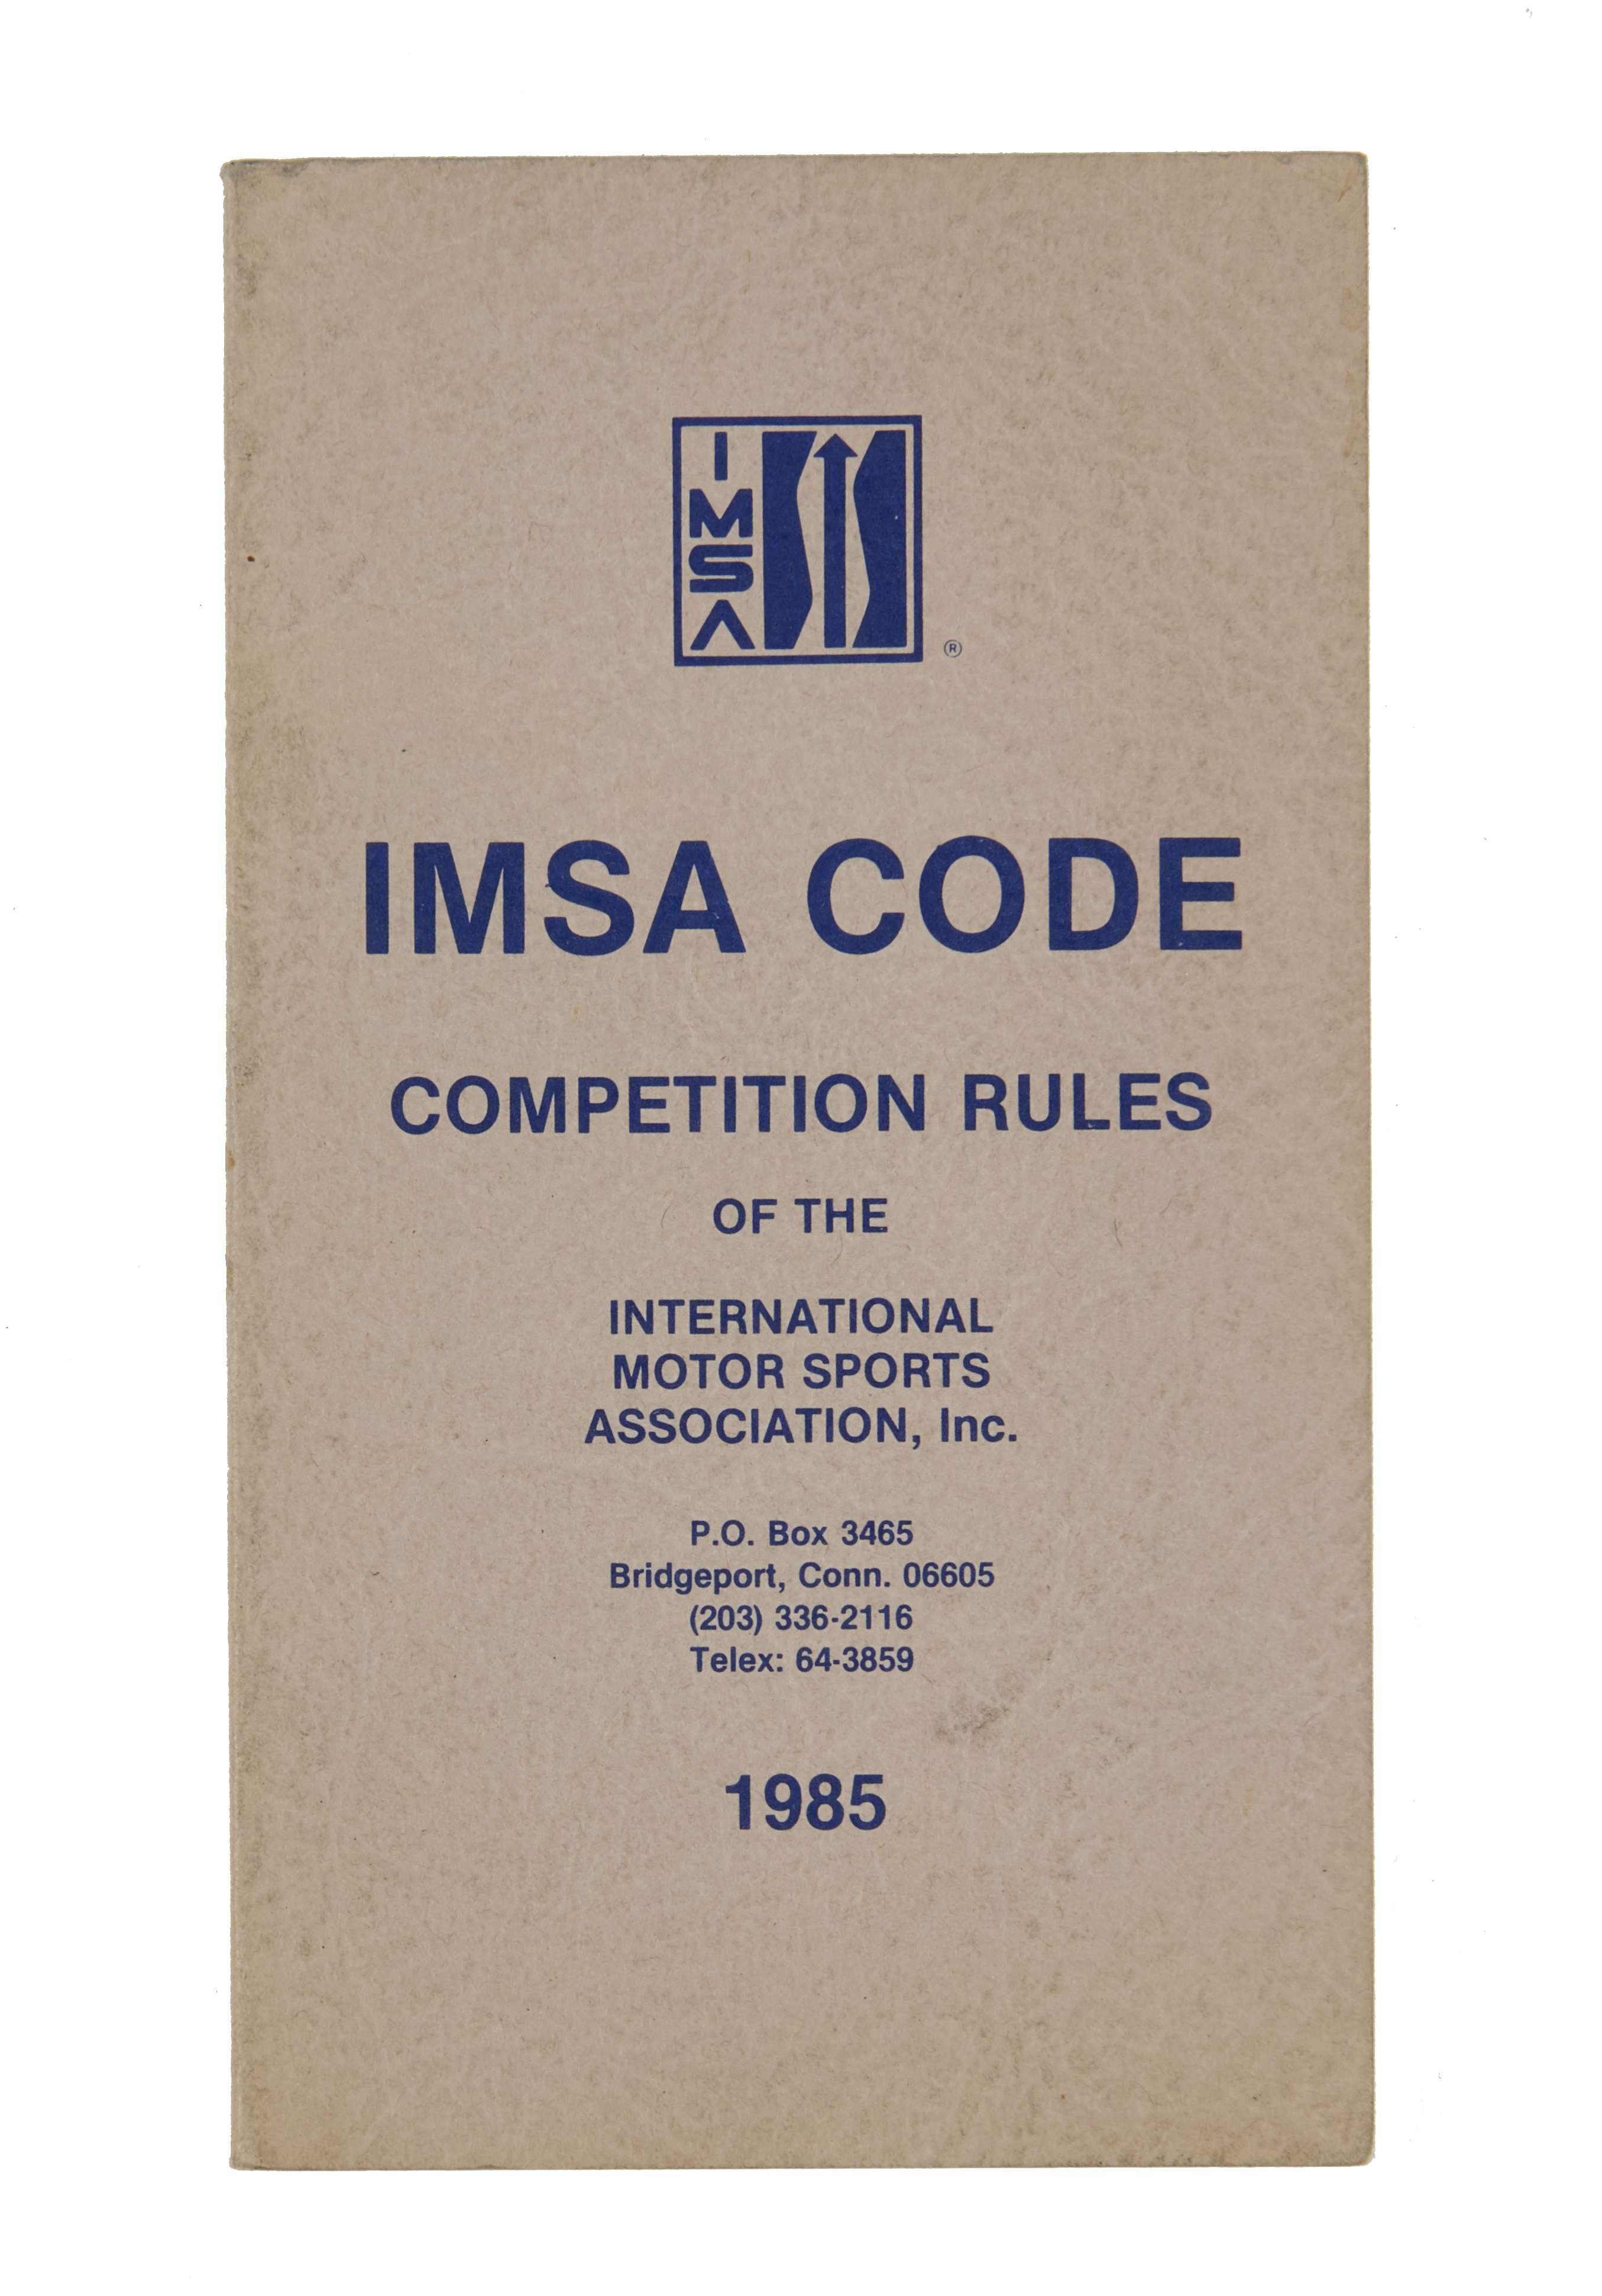 IMSA
®
IMSA CODE
COMPETITION RULES
OF THE
INTERNATIONAL
MOTOR SPORTS
ASSOCIATION, Inc.
P.O. Box 3465
Bridgeport, Conn. 06605
(203) 336-2116
Telex: 64-3859
1985